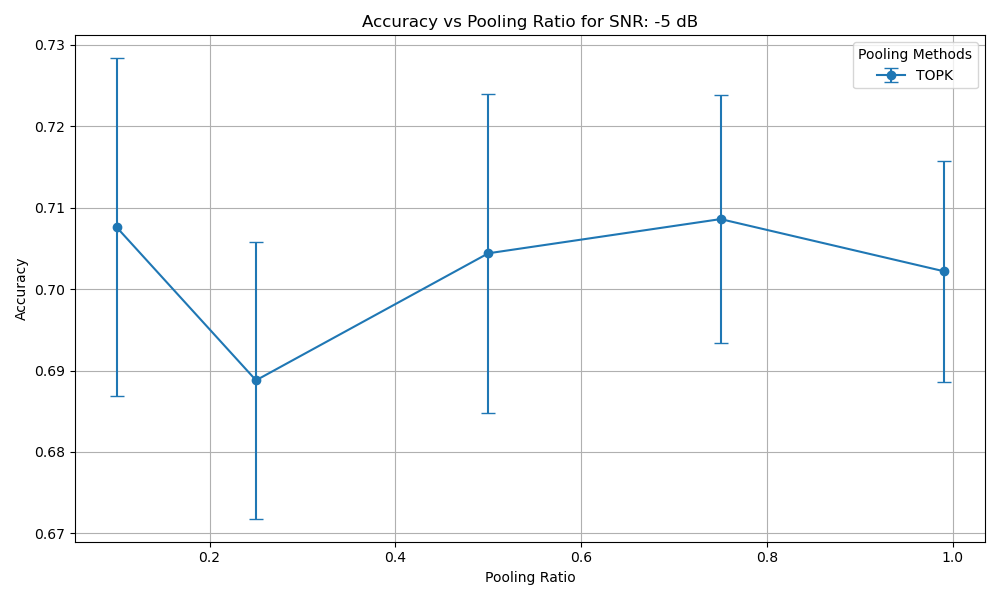 Accuracy vs Pooling Ratio for SNR: -5 dB
Pooling Methods
TOPK
Accuracy
0.73
0.72
0.71
0.70
0.69
0.68
0.67
0.2 0.4 0.6 0.8 1.0
Pooling Ratio